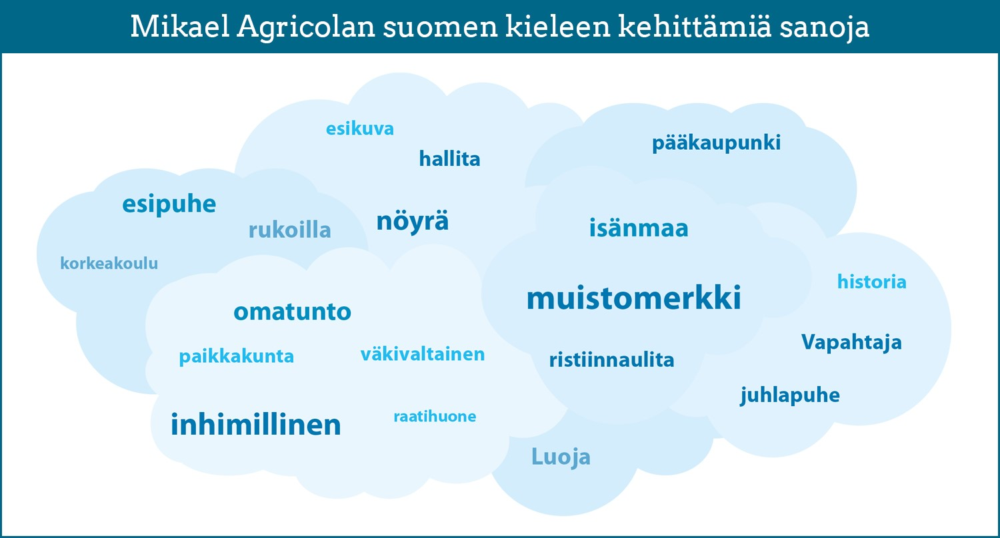 Mikael Agricolan suomen kieleen kehittämiä sanoja
esikuva
pääkaupunki
hallita
esipuhe
nöyrä
rukoilla
isänmaa
korkeakoulu
historia
muistomerkki
omatunto
Vapahtaja
paikkakunta
väkivaltainen
ristiinnaulita
juhlapuhe
inhimillinen
raatihuone
Luoja